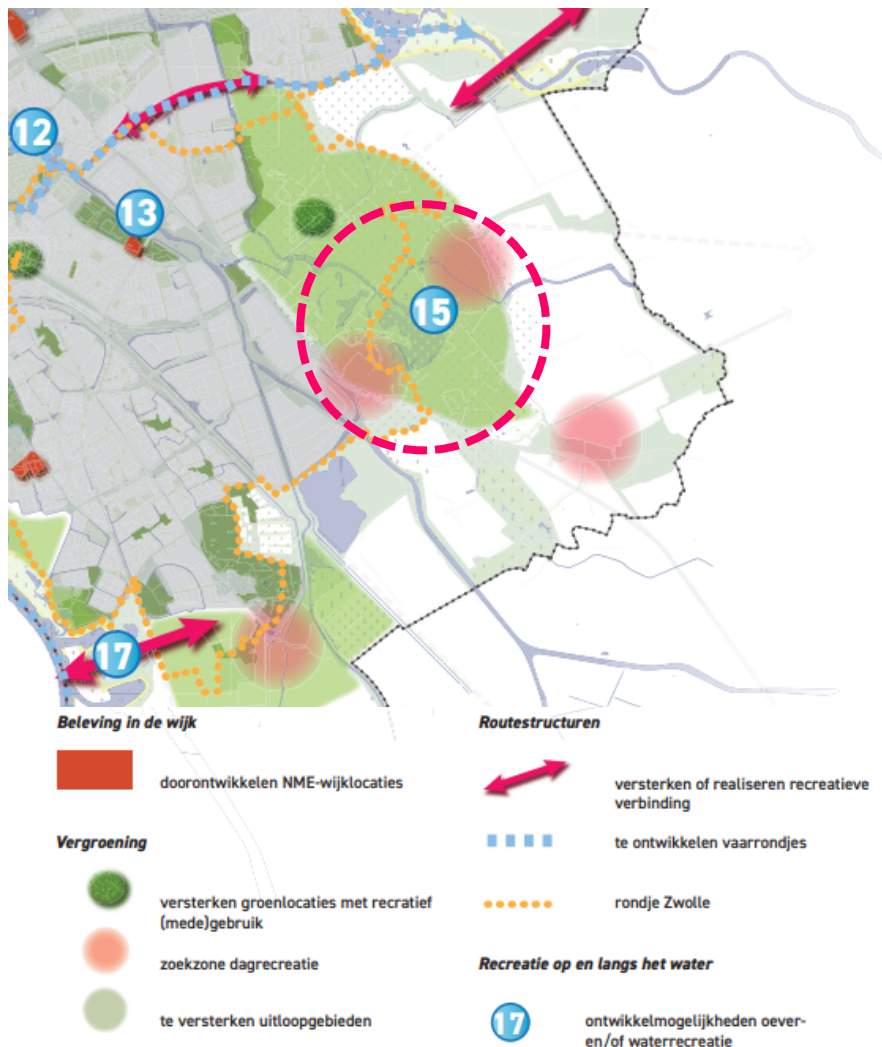 12
13
15
17
Beleving in de wijk
doorontwikkelen NME-wijklocaties
Vergroening
versterken groenlocaties met recratief
(mede)gebruik
zoekzone dagrecreatie
te versterken uitloopgebieden
Routestructuren
versterken of realiseren recreatieve
verbinding
te ontwikkelen vaarrondjes
rondje Zwolle
Recreatie op en langs het water
17
ontwikkelmogelijkheden oever-
en/of waterrecreatie